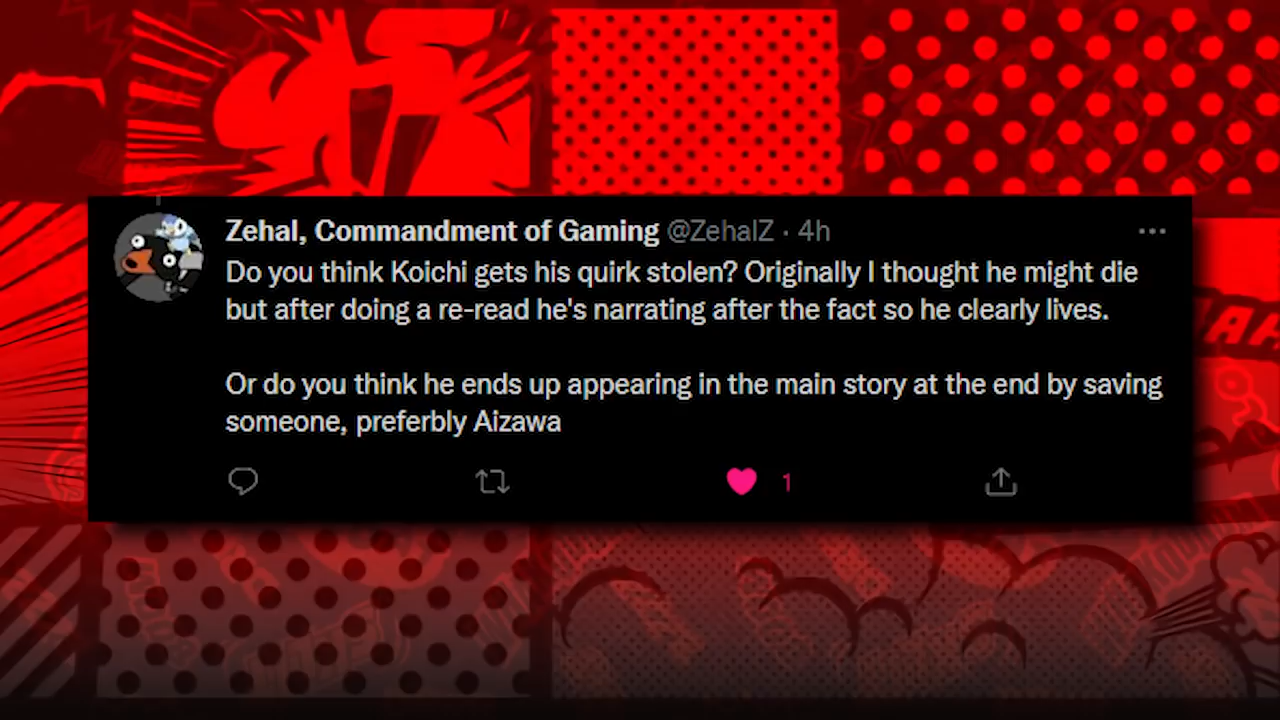 Zehal, Commandment of Gaming @ZehalZ · 4h
Do you think Koichi gets his quirk stolen? Originally I thought he might die
but after doing a re-read he's narrating after the fact so he clearly lives.
Or do you think he ends up appearing in the main story at the end by saving
someone, preferbly Aizawa
1